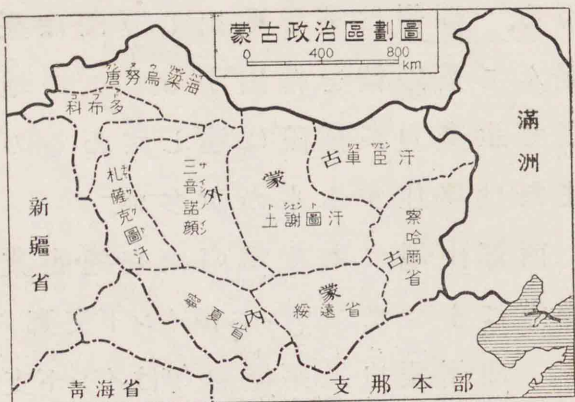 蒙古政治區劃圖
0 400 800
km
唐努烏梁海
科布多
札薩克圖汗
三音諾顏
外蒙古
土謝圖汗
車臣汗
滿洲
新疆省
察哈爾省
寧夏省
內蒙古
綏遠省
青海省
支那本部